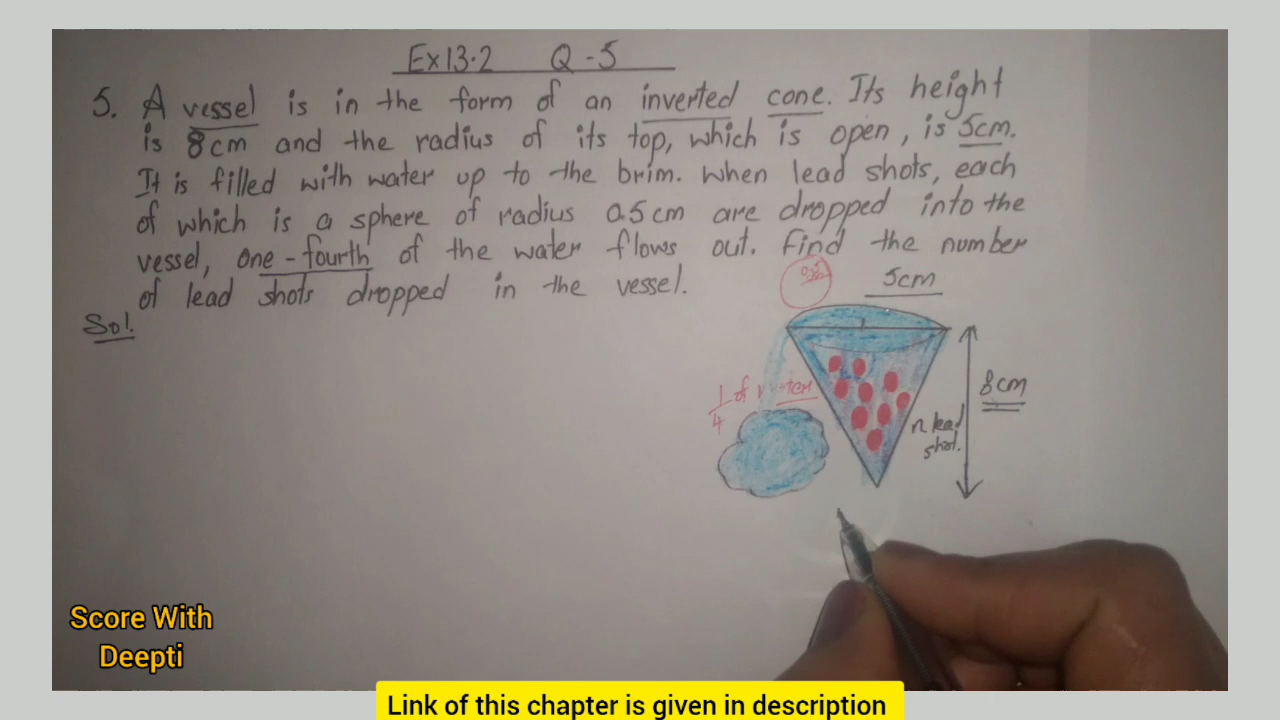 Ex 13.2 Q-5
5. A vessel is in the form of an inverted cone. Its height
is 8cm and the radius of its top, which is open, is 5cm.
It is filled with water up to the brim. When lead shots, each
of which is a sphere of radius 0.5cm are dropped into the
vessel, one-fourth of the water flows out. Find the number
of lead shots dropped in the vessel.
Sol.
5cm
1/4 of water
8cm
n lead
shot.
Score With
Deepti
Link of this chapter is given in description